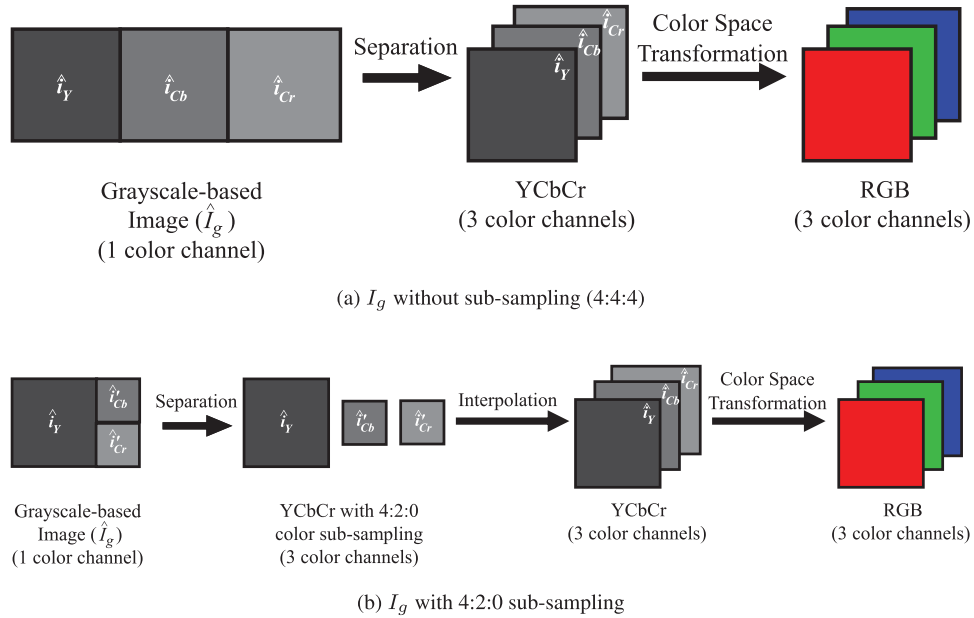 î_Y î_Cb î_Cr
Separation
î_Cr
î_Cb
î_Y
Color Space
Transformation
Grayscale-based
Image (Î_g)
(1 color channel)
YCbCr
(3 color channels)
RGB
(3 color channels)
(a) I_g without sub-sampling (4:4:4)
î_Y
î'_Cb
î'_Cr
Separation
î_Y î'_Cb î'_Cr
Interpolation
î_Cr
î_Cb
î_Y
Color Space
Transformation
Grayscale-based
Image (Î_g)
(1 color channel)
YCbCr with 4:2:0
color sub-sampling
(3 color channels)
YCbCr
(3 color channels)
RGB
(3 color channels)
(b) I_g with 4:2:0 sub-sampling